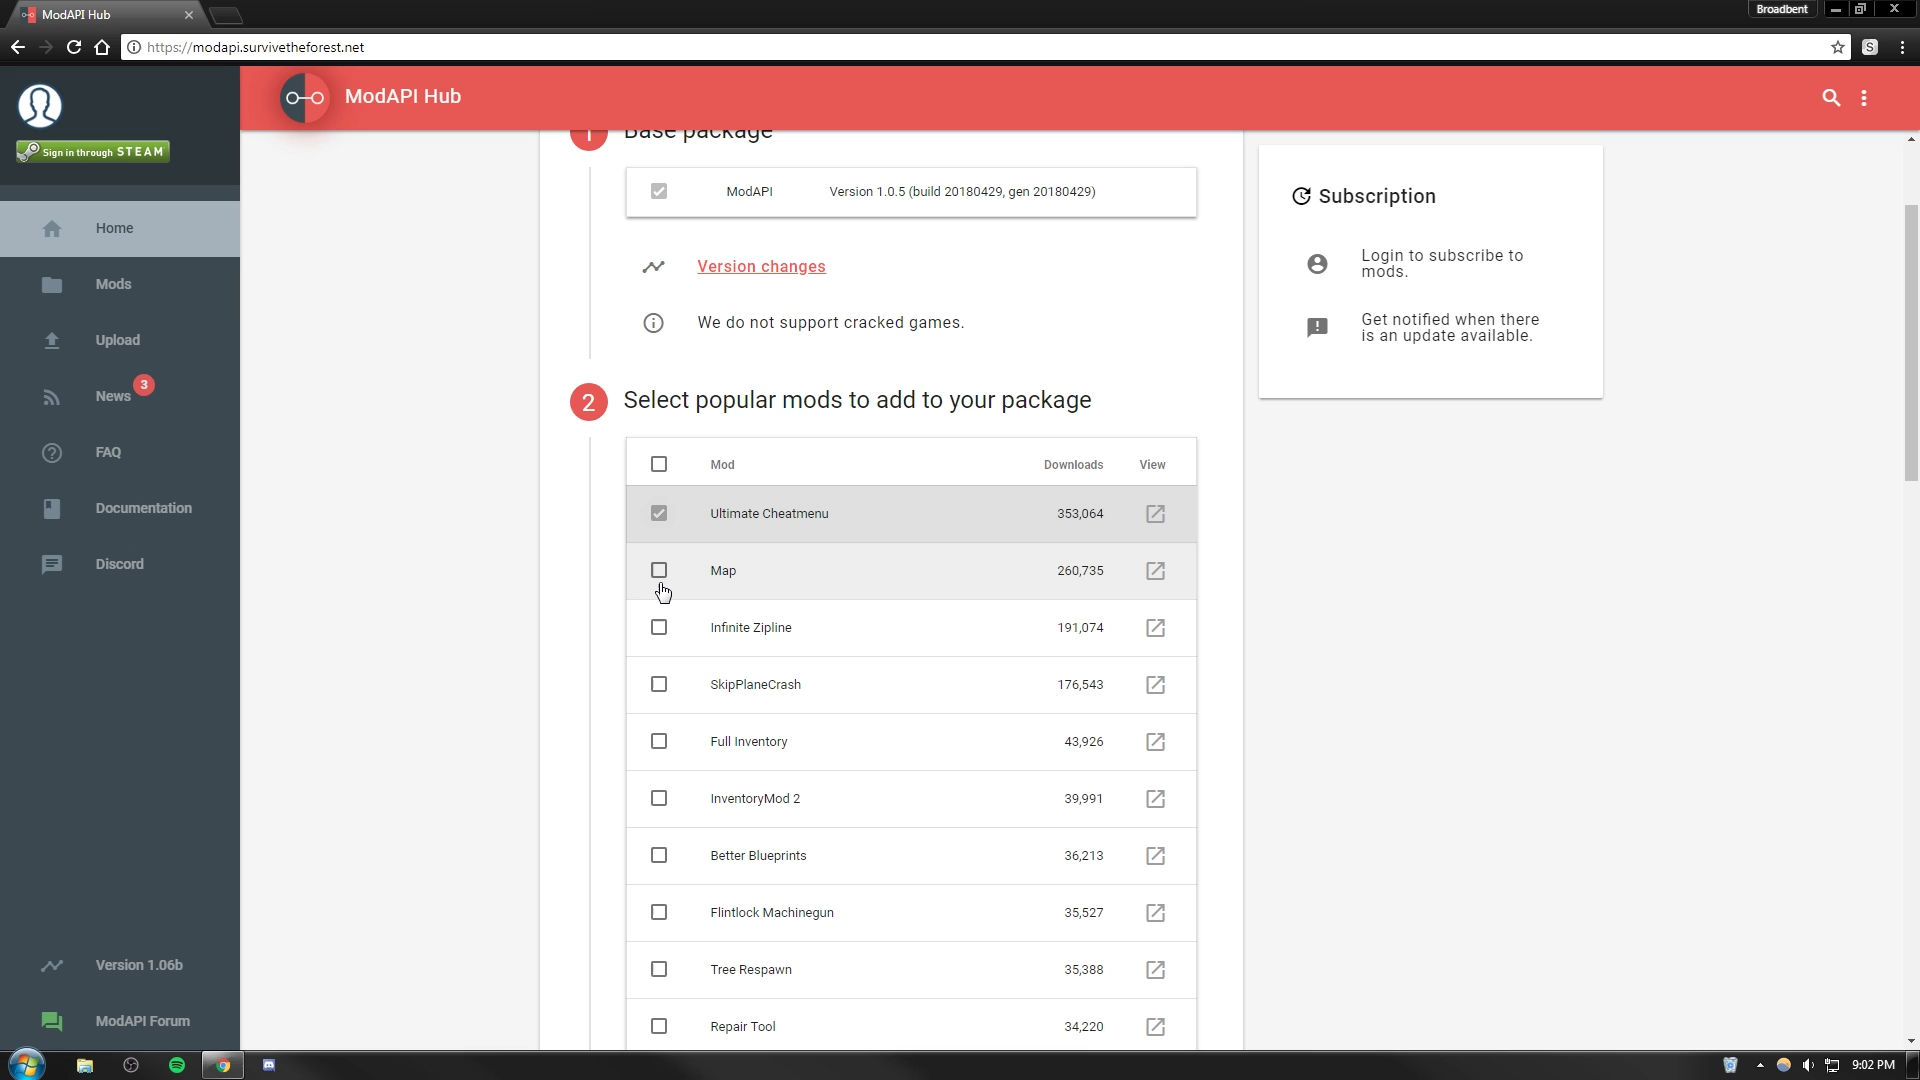 ModAPI Hub
Broadbent
https://modapi.survivetheforest.net
S
Sign in through STEAM
Home
Mods
Upload
News 3
FAQ
Documentation
Discord
Version 1.06b
ModAPI Forum
ModAPI Hub
1 Base package
ModAPI Version 1.0.5 (build 20180429, gen 20180429)
Version changes
We do not support cracked games.
2 Select popular mods to add to your package
Mod Downloads View
Ultimate Cheatmenu 353,064
Map 260,735
Infinite Zipline 191,074
SkipPlaneCrash 176,543
Full Inventory 43,926
InventoryMod 2 39,991
Better Blueprints 36,213
Flintlock Machinegun 35,527
Tree Respawn 35,388
Repair Tool 34,220
Subscription
Login to subscribe to
mods.
Get notified when there
is an update available.
9:02 PM